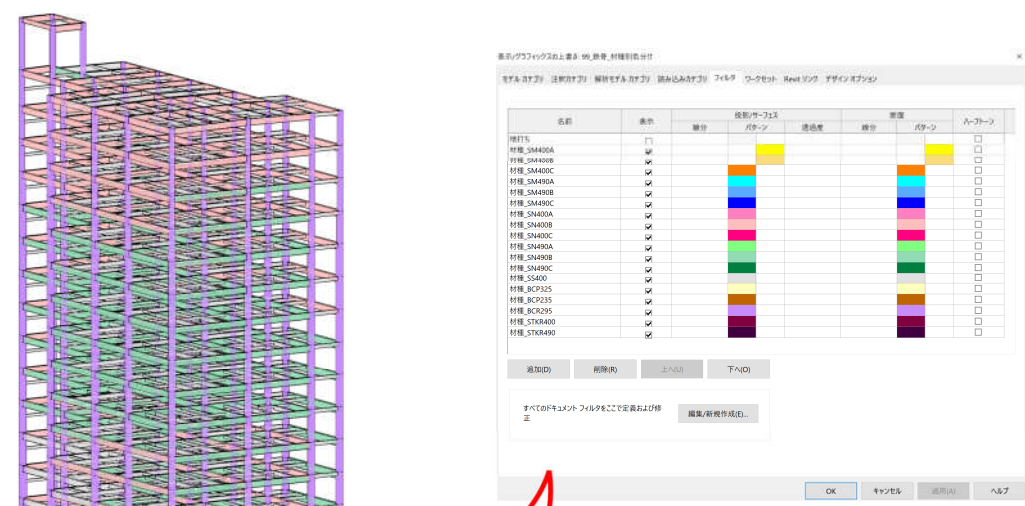 表示/グラフィックスの上書き: 99_鉄骨_材種別色分け
モデル カテゴリ 注釈カテゴリ 解析モデル カテゴリ 読み込みカテゴリ フィルタ ワークセット Revit リンク デザイン オプション
名前 表示 投影/サーフェス 断面 ハーフトーン
線分 パターン 透過度 線分 パターン
増打ち
材種_SM400A
材種_SM400B
材種_SM400C
材種_SM490A
材種_SM490B
材種_SM490C
材種_SN400A
材種_SN400B
材種_SN400C
材種_SN490A
材種_SN490B
材種_SN490C
材種_SS400
材種_BCP325
材種_BCP235
材種_BCR295
材種_STKR400
材種_STKR490
追加(D) 削除(R) 上へ(U) 下へ(O)
すべてのドキュメント フィルタをここで定義および修
正
編集/新規作成(E)...
OK キャンセル 適用(A) ヘルプ